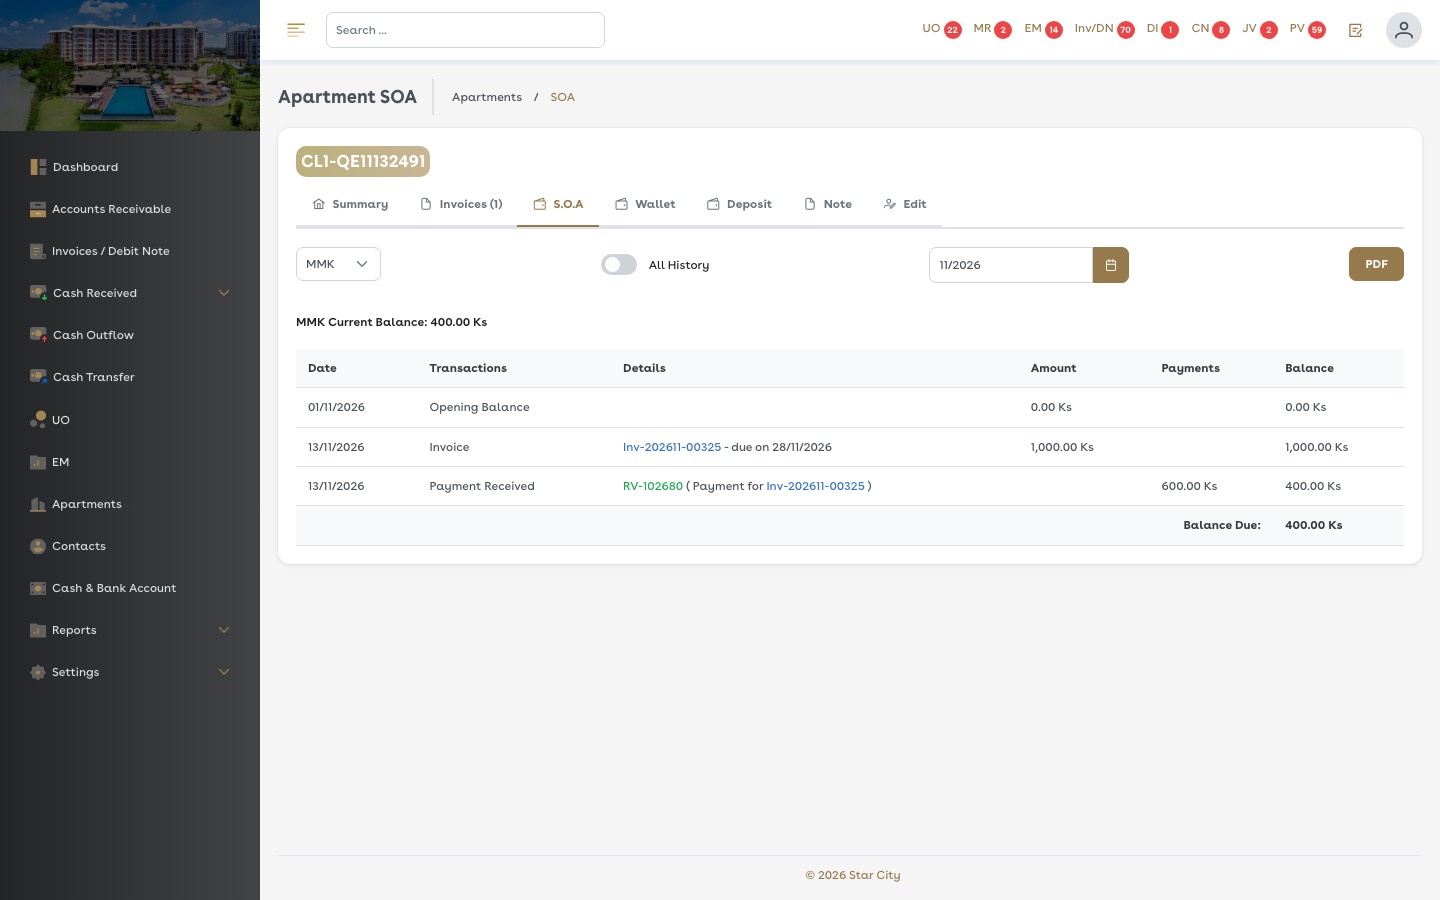 Search ...
UO 22 MR 2 EM 14 Inv/DN 70 DI 1 CN 8 JV 2 PV 59
Dashboard
Accounts Receivable
Invoices / Debit Note
Cash Received
Cash Outflow
Cash Transfer
UO
EM
Apartments
Contacts
Cash & Bank Account
Reports
Settings
Apartment SOA
Apartments / SOA
CL1-QE11132491
Summary Invoices (1) S.O.A Wallet Deposit Note Edit
MMK All History 11/2026 PDF
MMK Current Balance: 400.00 Ks
Date Transactions Details Amount Payments Balance
01/11/2026 Opening Balance 0.00 Ks 0.00 Ks
13/11/2026 Invoice Inv-202611-00325 - due on 28/11/2026 1,000.00 Ks 1,000.00 Ks
13/11/2026 Payment Received RV-102680 ( Payment for Inv-202611-00325 ) 600.00 Ks 400.00 Ks
Balance Due: 400.00 Ks
© 2026 Star City